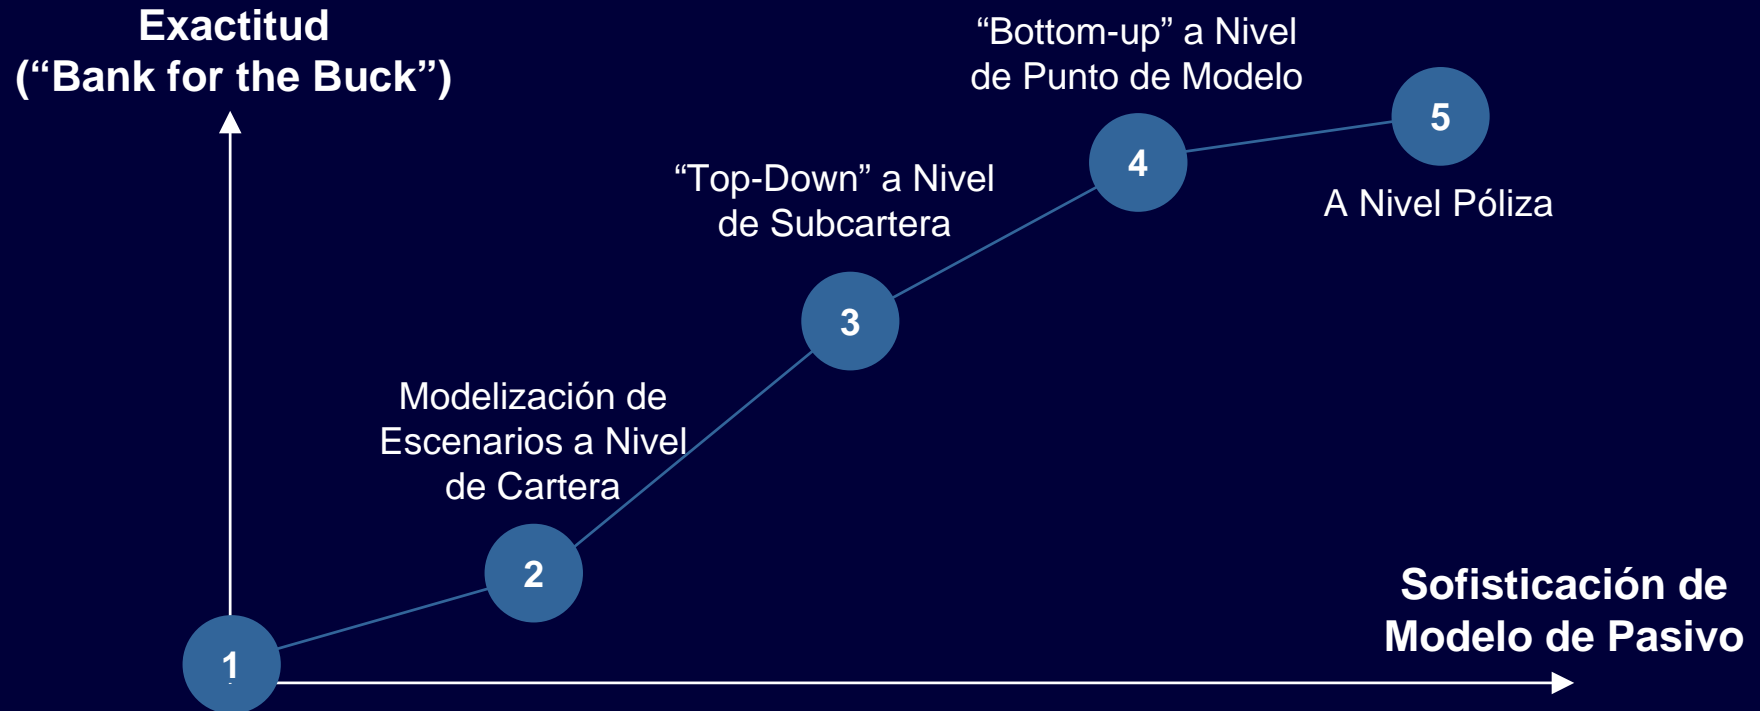 Exactitud
(“Bank for the Buck”)
“Bottom-up” a Nivel
de Punto de Modelo
5
4
“Top-Down” a Nivel
de Subcartera
A Nivel Póliza
3
Modelización de
Escenarios a Nivel
de Cartera
2
Sofisticación de
Modelo de Pasivo
1